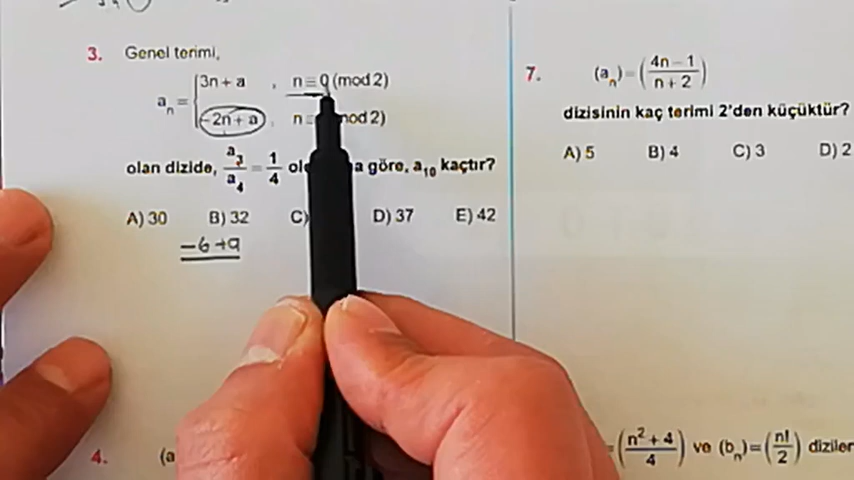 3. Genel terimi,
a_n = { 3n + a , n ≡ 0 (mod 2)
-2n + a , n mod 2)
olan dizide, a_3/a_4 = 1/4 göre, a_10 kaçtır?
A) 30 B) 32 C) D) 37 E) 42
-6+a
4. (a
7. (a_n) = ((4n - 1)/(n + 2))
dizisinin kaç terimi 2'den küçüktür?
A) 5 B) 4 C) 3 D) 2
= ((n² + 4)/4) ve (b_n) = (n!/2) diziler